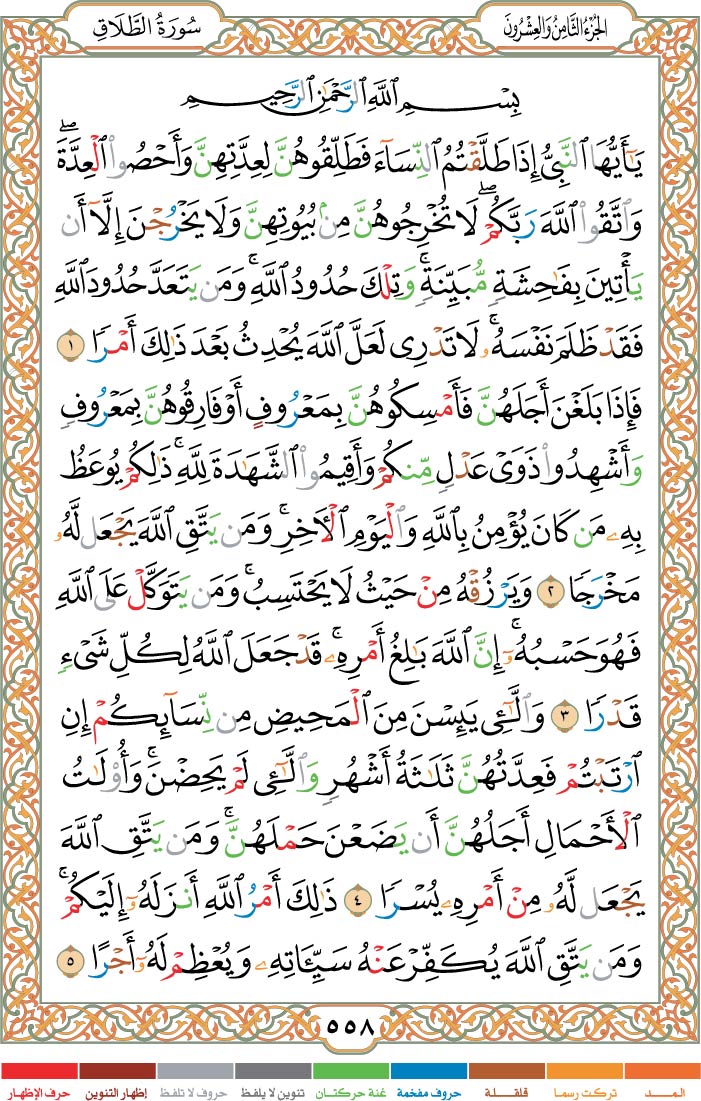 الجُزْءُ الثَّامِنُ وَالعِشْرُونَ
سُورَةُ الطَّلَاقِ
بِسْمِ ٱللَّهِ ٱلرَّحْمَٰنِ ٱلرَّحِيمِ
يَٰٓأَيُّهَا ٱلنَّبِىُّ إِذَا طَلَّقْتُمُ ٱلنِّسَآءَ فَطَلِّقُوهُنَّ لِعِدَّتِهِنَّ وَأَحْصُوا۟ ٱلْعِدَّةَ ۖ
وَٱتَّقُوا۟ ٱللَّهَ رَبَّكُمْ ۖ لَا تُخْرِجُوهُنَّ مِنۢ بُيُوتِهِنَّ وَلَا يَخْرُجْنَ إِلَّآ أَن
يَأْتِينَ بِفَٰحِشَةٍ مُّبَيِّنَةٍ ۚ وَتِلْكَ حُدُودُ ٱللَّهِ ۚ وَمَن يَتَعَدَّ حُدُودَ ٱللَّهِ
فَقَدْ ظَلَمَ نَفْسَهُۥ ۚ لَا تَدْرِى لَعَلَّ ٱللَّهَ يُحْدِثُ بَعْدَ ذَٰلِكَ أَمْرًا ١
فَإِذَا بَلَغْنَ أَجَلَهُنَّ فَأَمْسِكُوهُنَّ بِمَعْرُوفٍ أَوْ فَارِقُوهُنَّ بِمَعْرُوفٍ
وَأَشْهِدُوا۟ ذَوَىْ عَدْلٍ مِّنكُمْ وَأَقِيمُوا۟ ٱلشَّهَٰدَةَ لِلَّهِ ۚ ذَٰلِكُمْ يُوعَظُ
بِهِۦ مَن كَانَ يُؤْمِنُ بِٱللَّهِ وَٱلْيَوْمِ ٱلْءَاخِرِ ۚ وَمَن يَتَّقِ ٱللَّهَ يَجْعَل لَّهُۥ
مَخْرَجًا ٢ وَيَرْزُقْهُ مِنْ حَيْثُ لَا يَحْتَسِبُ ۚ وَمَن يَتَوَكَّلْ عَلَى ٱللَّهِ
فَهُوَ حَسْبُهُۥٓ ۚ إِنَّ ٱللَّهَ بَٰلِغُ أَمْرِهِۦ ۚ قَدْ جَعَلَ ٱللَّهُ لِكُلِّ شَىْءٍ
قَدْرًا ٣ وَٱلَّٰٓـِٔى يَئِسْنَ مِنَ ٱلْمَحِيضِ مِن نِّسَآئِكُمْ إِنِ
ٱرْتَبْتُمْ فَعِدَّتُهُنَّ ثَلَٰثَةُ أَشْهُرٍ وَٱلَّٰٓـِٔى لَمْ يَحِضْنَ ۚ وَأُو۟لَٰتُ
ٱلْأَحْمَالِ أَجَلُهُنَّ أَن يَضَعْنَ حَمْلَهُنَّ ۚ وَمَن يَتَّقِ ٱللَّهَ
يَجْعَل لَّهُۥ مِنْ أَمْرِهِۦ يُسْرًا ٤ ذَٰلِكَ أَمْرُ ٱللَّهِ أَنزَلَهُۥٓ إِلَيْكُمْ ۚ
وَمَن يَتَّقِ ٱللَّهَ يُكَفِّرْ عَنْهُ سَيِّـَٔاتِهِۦ وَيُعْظِمْ لَهُۥٓ أَجْرًا ٥
٥٥٨
المــــد تركت رسما قلقلة حروف مفخمة غنة حركتان تنوين لا يلفظ حروف لا تلفظ إظهار التنوين حرف الإظهار